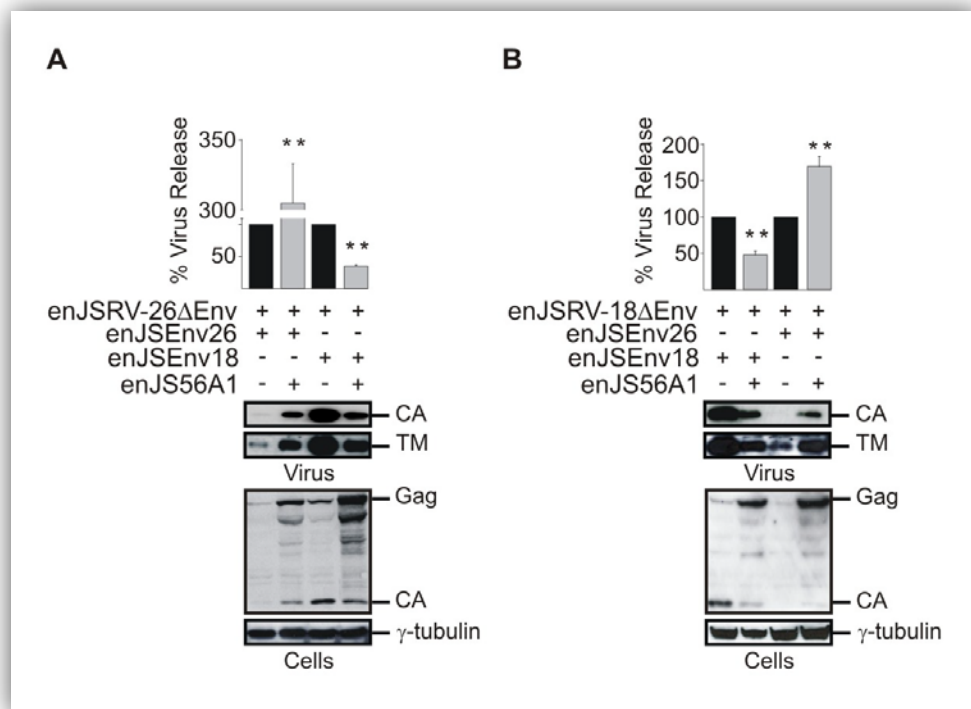 A
% Virus Release
350
300
50
**
**
enJSRV-26ΔEnv + + + +
enJSEnv26 + + - -
enJSEnv18 - - + +
enJS56A1 - + - +
CA
TM
Virus
Gag
CA
γ-tubulin
Cells
B
% Virus Release
200
150
100
50
**
**
enJSRV-18ΔEnv + + + +
enJSEnv26 - - + +
enJSEnv18 + + - -
enJS56A1 - + - +
CA
TM
Virus
Gag
CA
γ-tubulin
Cells